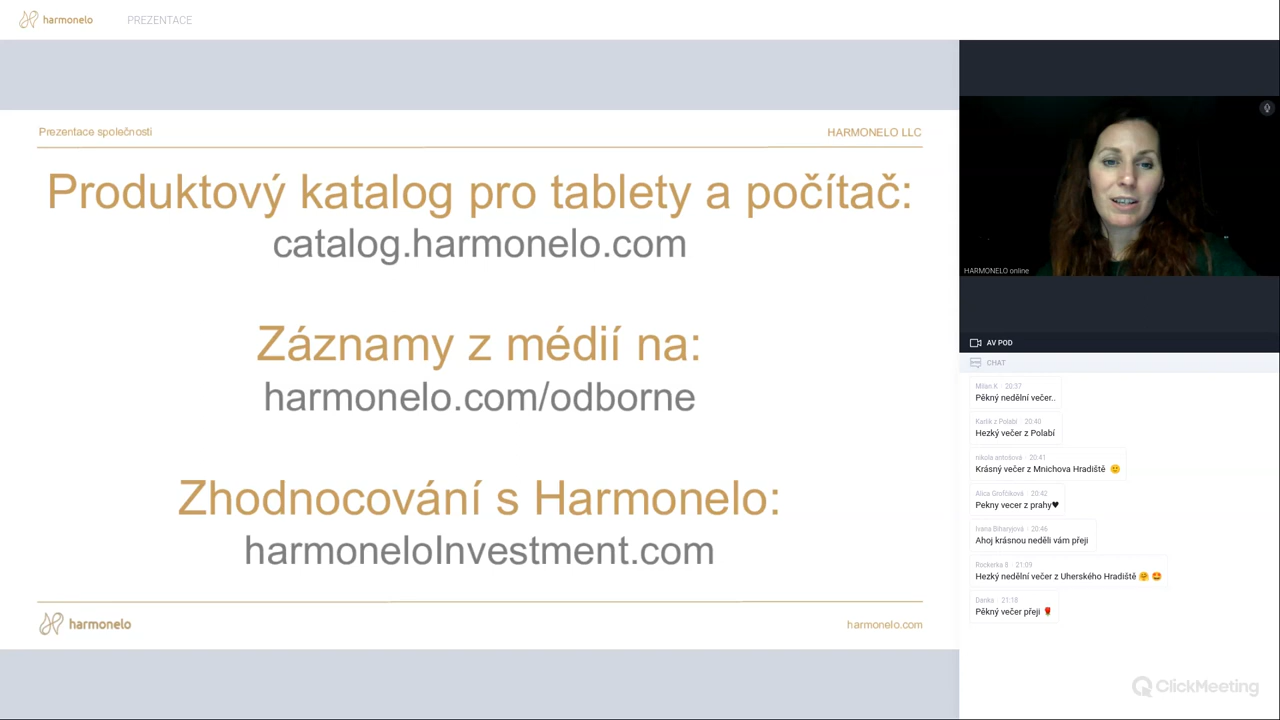 harmonelo
PREZENTACE
Prezentace společnosti
HARMONELO LLC
Produktový katalog pro tablety a počítač:
catalog.harmonelo.com
Záznamy z médií na:
harmonelo.com/odborne
Zhodnocování s Harmonelo:
harmoneloInvestment.com
harmonelo
harmonelo.com
HARMONELO online
AV POD
CHAT
Milan K · 20:37
Pěkný nedělní večer..
Karlik z Polabí · 20:40
Hezký večer z Polabí
nikola antošová · 20:41
Krásný večer z Mnichova Hradiště 🙂
Alica Grofčíková · 20:42
Pekny vecer z prahy♥
Ivana Biharyjová · 20:46
Ahoj krásnou neděli vám přeji
Rockerka 8 · 21:09
Hezký nedělní večer z Uherského Hradiště 🤗 🤩
Danka · 21:18
Pěkný večer přeji 🌹
ClickMeeting